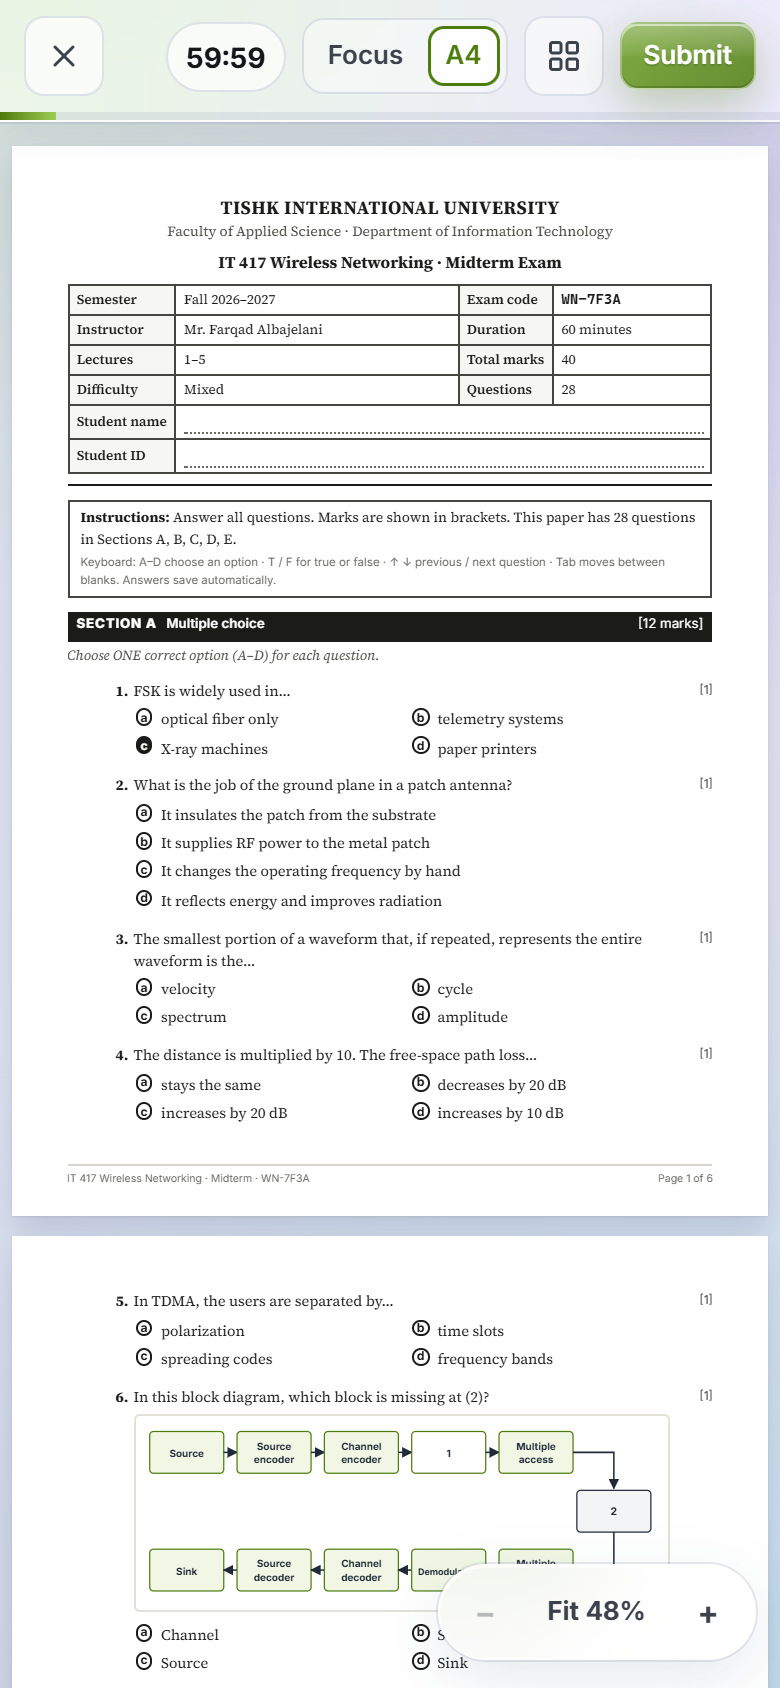 59:59
Focus
A4
Submit
TISHK INTERNATIONAL UNIVERSITY
Faculty of Applied Science · Department of Information Technology
IT 417 Wireless Networking · Midterm Exam
Semester Fall 2026–2027 Exam code WN-7F3A
Instructor Mr. Farqad Albajelani Duration 60 minutes
Lectures 1–5 Total marks 40
Difficulty Mixed Questions 28
Student name
Student ID
Instructions: Answer all questions. Marks are shown in brackets. This paper has 28 questions
in Sections A, B, C, D, E.
Keyboard: A–D choose an option · T / F for true or false · ↑ ↓ previous / next question · Tab moves between
blanks. Answers save automatically.
SECTION A Multiple choice [12 marks]
Choose ONE correct option (A–D) for each question.
1. FSK is widely used in... [1]
a optical fiber only b telemetry systems
c X-ray machines d paper printers
2. What is the job of the ground plane in a patch antenna? [1]
a It insulates the patch from the substrate
b It supplies RF power to the metal patch
c It changes the operating frequency by hand
d It reflects energy and improves radiation
3. The smallest portion of a waveform that, if repeated, represents the entire [1]
waveform is the...
a velocity b cycle
c spectrum d amplitude
4. The distance is multiplied by 10. The free-space path loss... [1]
a stays the same b decreases by 20 dB
c increases by 20 dB d increases by 10 dB
IT 417 Wireless Networking · Midterm · WN-7F3A Page 1 of 6
5. In TDMA, the users are separated by... [1]
a polarization b time slots
c spreading codes d frequency bands
6. In this block diagram, which block is missing at (2)? [1]
Source
Source
encoder
Channel
encoder
1
Multiple
access
2
Sink
Source
decoder
Channel
decoder
Multiple
a Channel b
c Source d Sink
Fit 48%